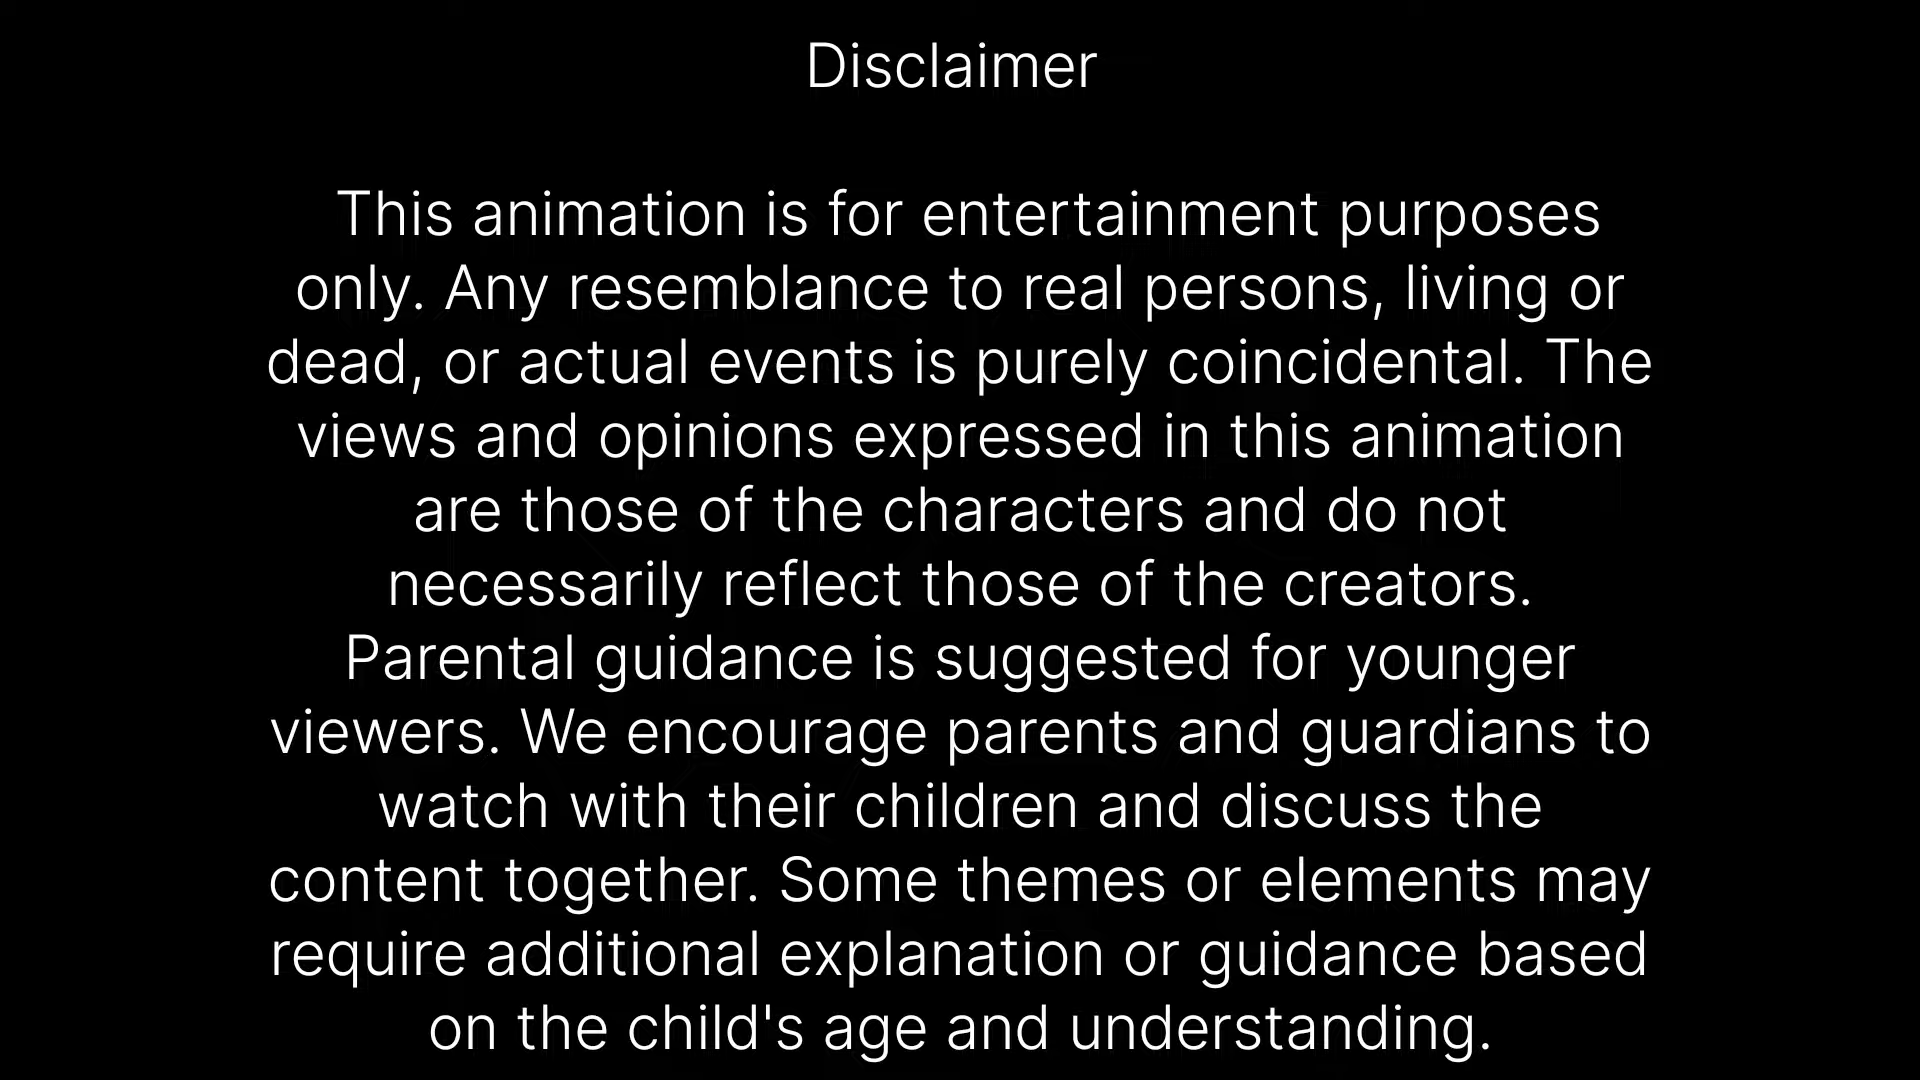 Disclaimer
This animation is for entertainment purposes
only. Any resemblance to real persons, living or
dead, or actual events is purely coincidental. The
views and opinions expressed in this animation
are those of the characters and do not
necessarily reflect those of the creators.
Parental guidance is suggested for younger
viewers. We encourage parents and guardians to
watch with their children and discuss the
content together. Some themes or elements may
require additional explanation or guidance based
on the child's age and understanding.